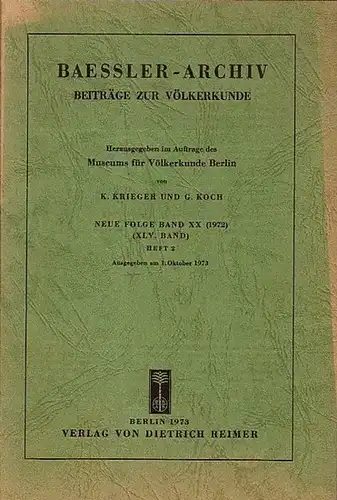 BAESSLER-ARCHIV
BEITRÄGE ZUR VÖLKERKUNDE
Herausgegeben im Auftrage des
Museums für Völkerkunde Berlin
von
K. KRIEGER UND G. KOCH
NEUE FOLGE BAND XX (1972)
(XLV. BAND)
HEFT 2
Ausgegeben am 1. Oktober 1973
BERLIN 1973
VERLAG VON DIETRICH REIMER